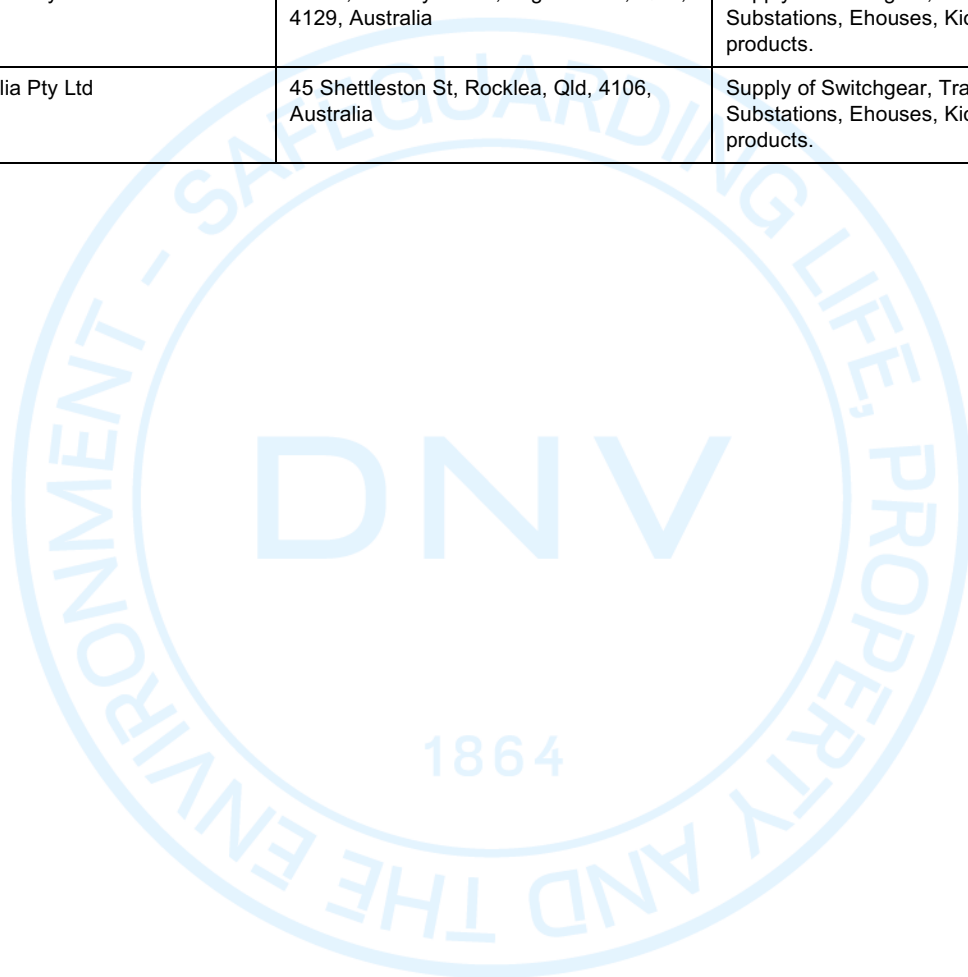 4129, Australia
Substations, Ehouses, Kio
products.
lia Pty Ltd
45 Shettleston St, Rocklea, Qld, 4106,
Australia
Supply of Switchgear, Tra
Substations, Ehouses, Kio
products.
SAFEGUARDING LIFE, PROPERTY AND THE ENVIRONMENT -
DNV
1864